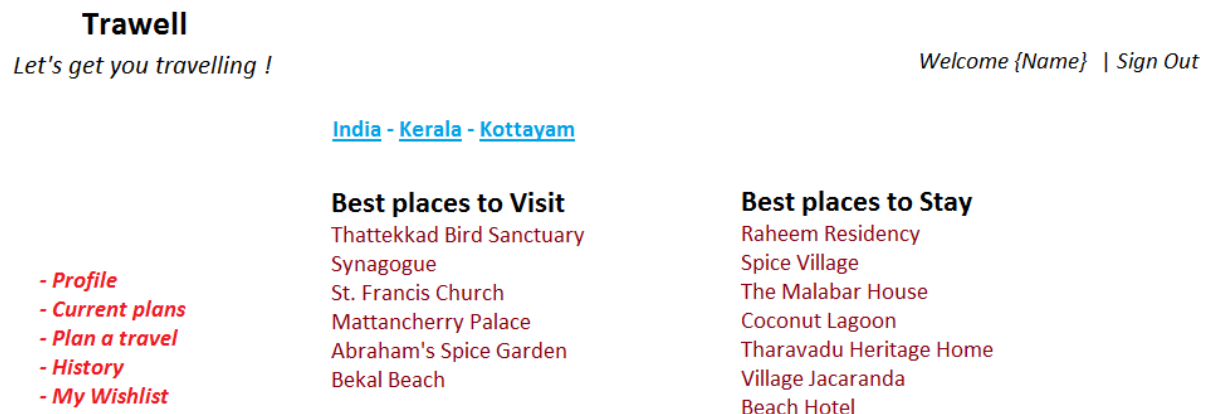 Trawell
Let's get you travelling !
Welcome {Name} | Sign Out
India - Kerala - Kottayam
- Profile
- Current plans
- Plan a travel
- History
- My Wishlist
Best places to Visit
Thattekkad Bird Sanctuary
Synagogue
St. Francis Church
Mattancherry Palace
Abraham's Spice Garden
Bekal Beach
Best places to Stay
Raheem Residency
Spice Village
The Malabar House
Coconut Lagoon
Tharavadu Heritage Home
Village Jacaranda
Beach Hotel